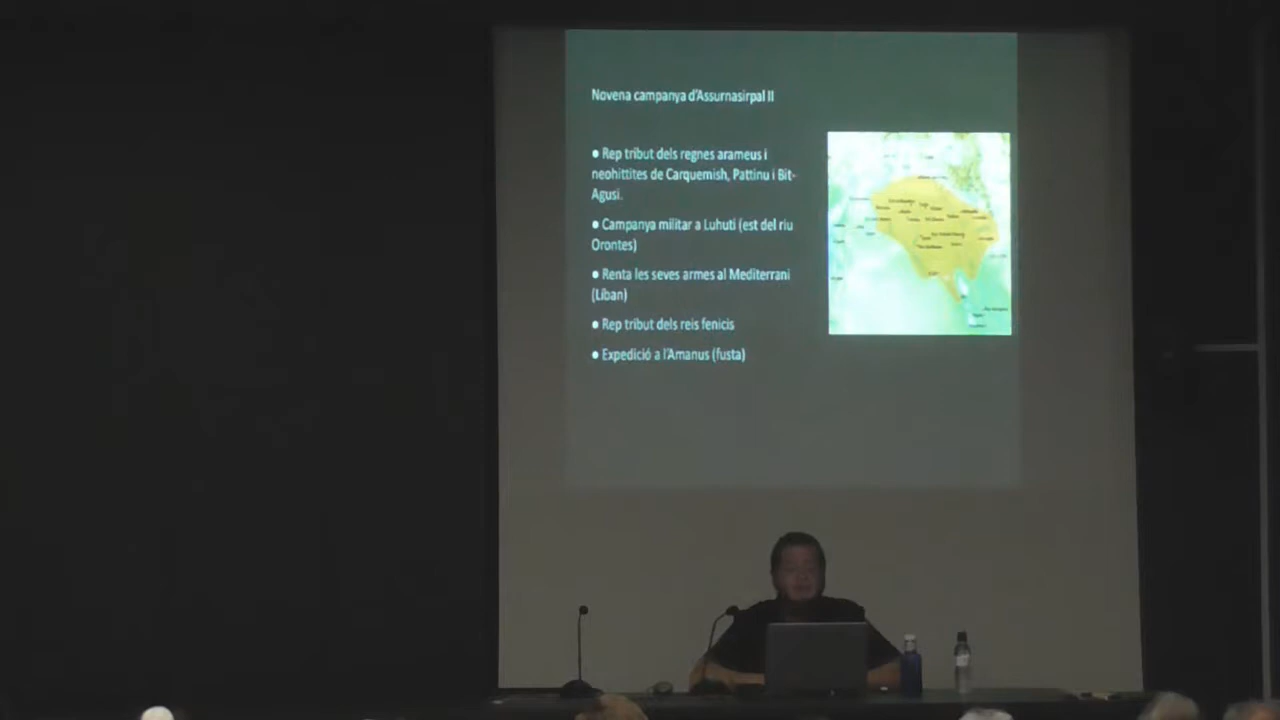 Novena campanya d'Assurnasirpal II
● Rep tribut dels regnes arameus i
neohittites de Carquemish, Pattinu i Bit-
Agusi.
● Campanya militar a Luhuti (est del riu
Orontes)
● Renta les seves armes al Mediterrani
(Líban)
● Rep tribut dels reis fenicis
● Expedició a l'Amanus (fusta)